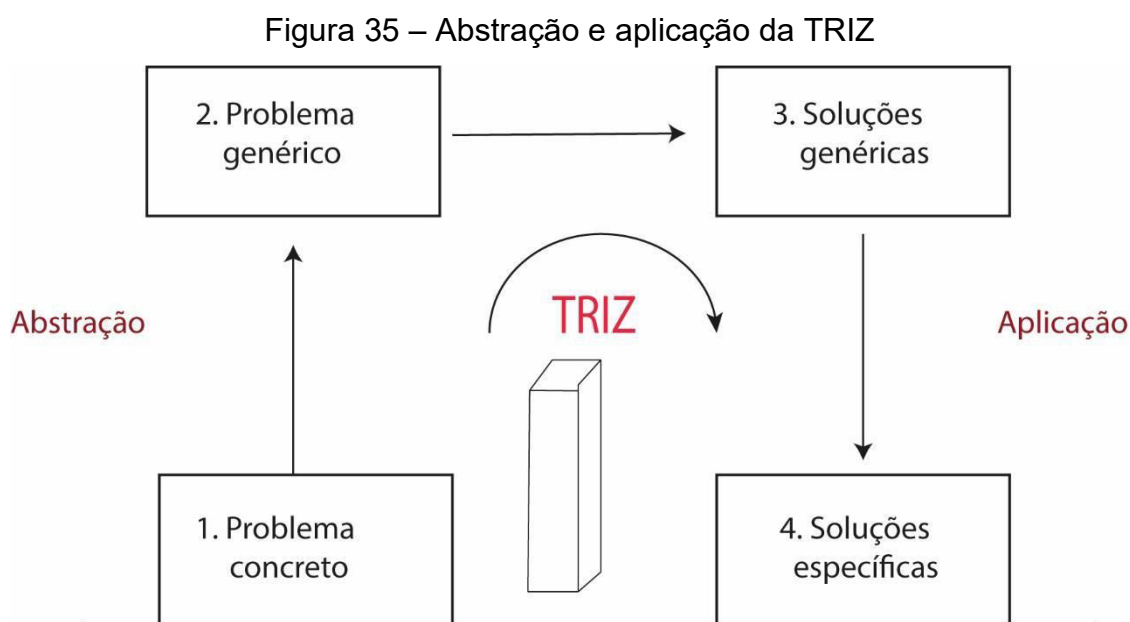 Figura 35 – Abstração e aplicação da TRIZ
2. Problema
genérico
3. Soluções
genéricas
Abstração
TRIZ
Aplicação
1. Problema
concreto
4. Soluções
específicas